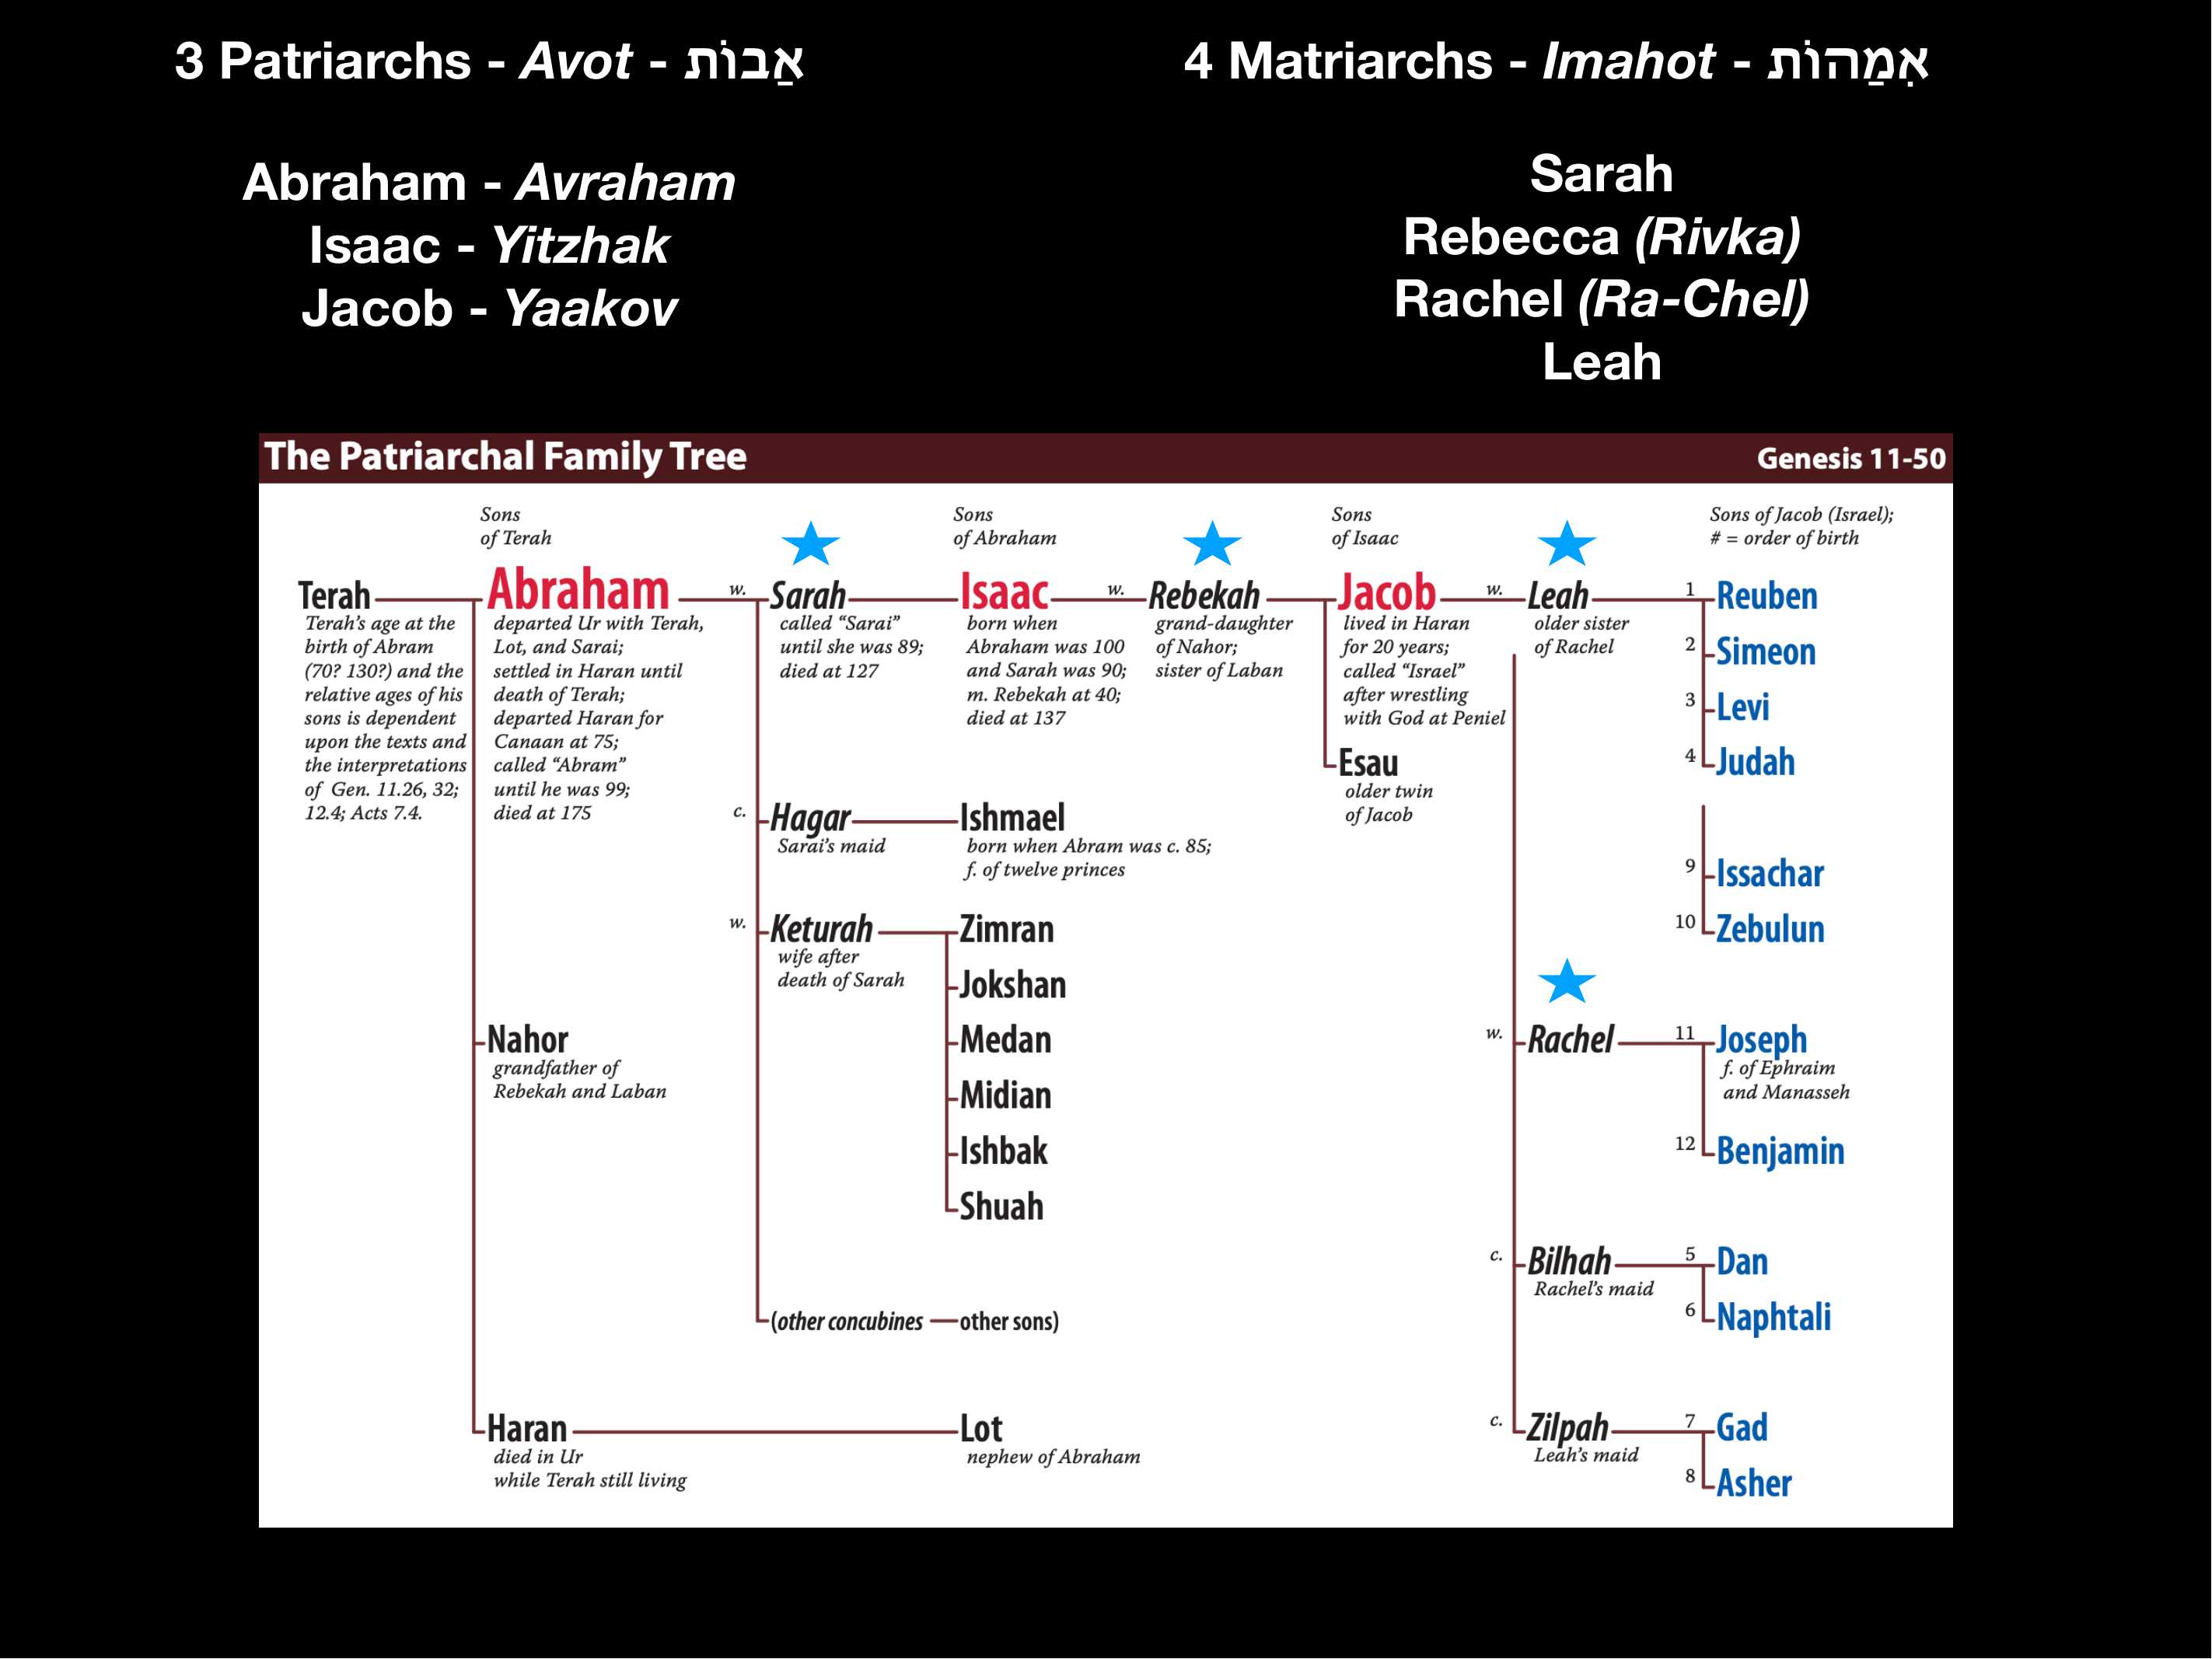 3 Patriarchs - Avot - אַבוֹת
Abraham - Avraham
Isaac - Yitzhak
Jacob - Yaakov
4 Matriarchs - Imahot - אִמַהוֹת
Sarah
Rebecca (Rivka)
Rachel (Ra-Chel)
Leah
The Patriarchal Family Tree
Genesis 11-50
Sons
of Terah
Sons
of Abraham
Sons
of Isaac
Sons of Jacob (Israel);
# = order of birth
Terah
Terah's age at the
birth of Abram
(70? 130?) and the
relative ages of his
sons is dependent
upon the texts and
the interpretations
of Gen. 11.26, 32;
12.4; Acts 7.4.
Abraham
departed Ur with Terah,
Lot, and Sarai;
settled in Haran until
death of Terah;
departed Haran for
Canaan at 75;
called “Abram”
until he was 99;
died at 175
w. Sarah
called “Sarai”
until she was 89;
died at 127
Isaac
born when
Abraham was 100
and Sarah was 90;
m. Rebekah at 40;
died at 137
w. Rebekah
grand-daughter
of Nahor;
sister of Laban
Jacob
lived in Haran
for 20 years;
called “Israel”
after wrestling
with God at Peniel
Esau
older twin
of Jacob
w. Leah
older sister
of Rachel
1 Reuben
2 Simeon
3 Levi
4 Judah
9 Issachar
10 Zebulun
c. Hagar
Sarai's maid
Ishmael
born when Abram was c. 85;
f. of twelve princes
w. Keturah
wife after
death of Sarah
Zimran
Jokshan
Medan
Midian
Ishbak
Shuah
Nahor
grandfather of
Rebekah and Laban
w. Rachel
11 Joseph
f. of Ephraim
and Manasseh
12 Benjamin
c. Bilhah
Rachel's maid
5 Dan
6 Naphtali
(other concubines
other sons)
Haran
died in Ur
while Terah still living
Lot
nephew of Abraham
c. Zilpah
Leah's maid
7 Gad
8 Asher